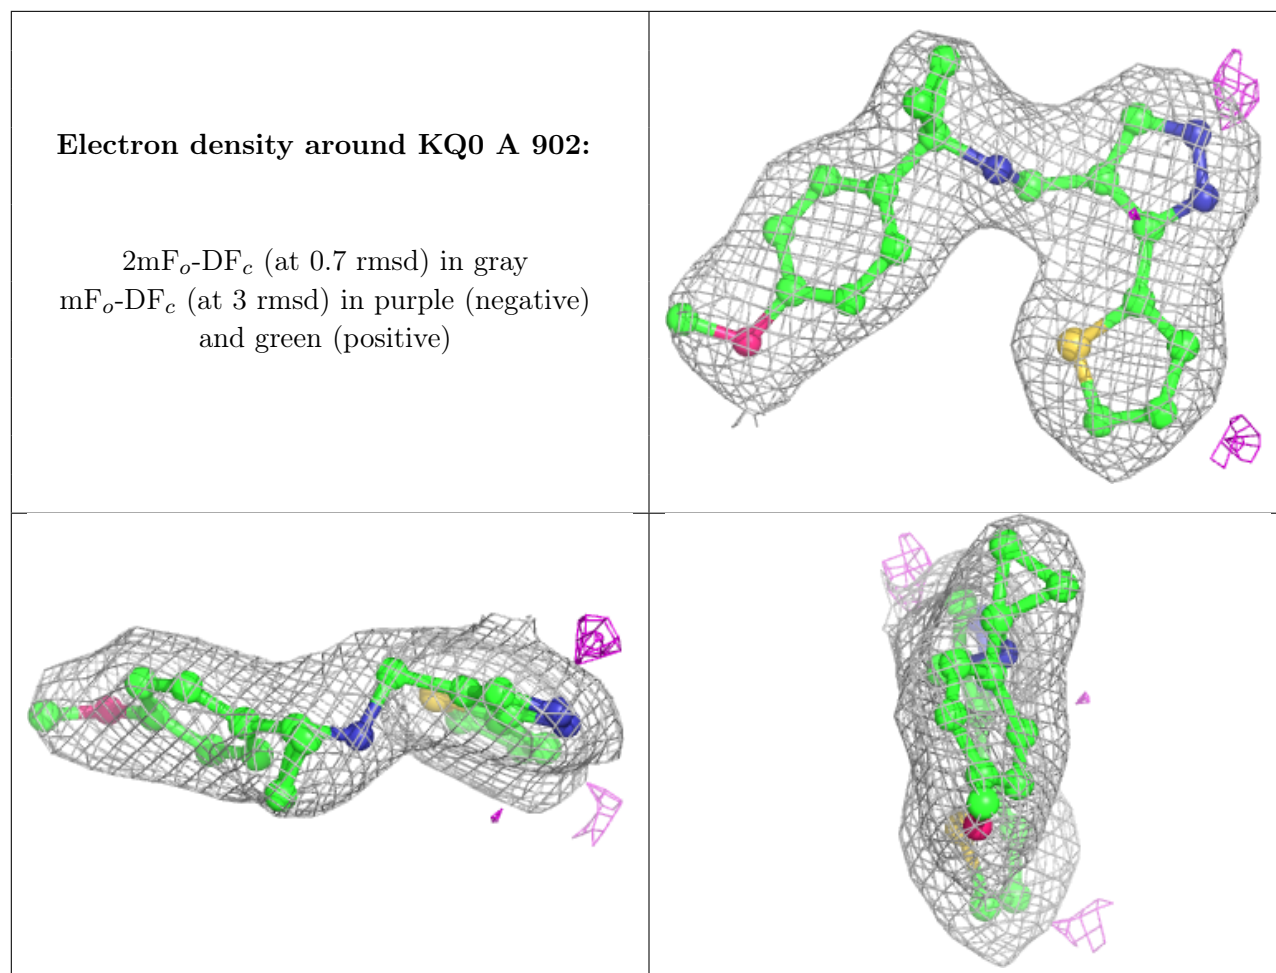 Electron density around KQ0 A 902:
2mFo-DFc (at 0.7 rmsd) in gray
mFo-DFc (at 3 rmsd) in purple (negative)
and green (positive)